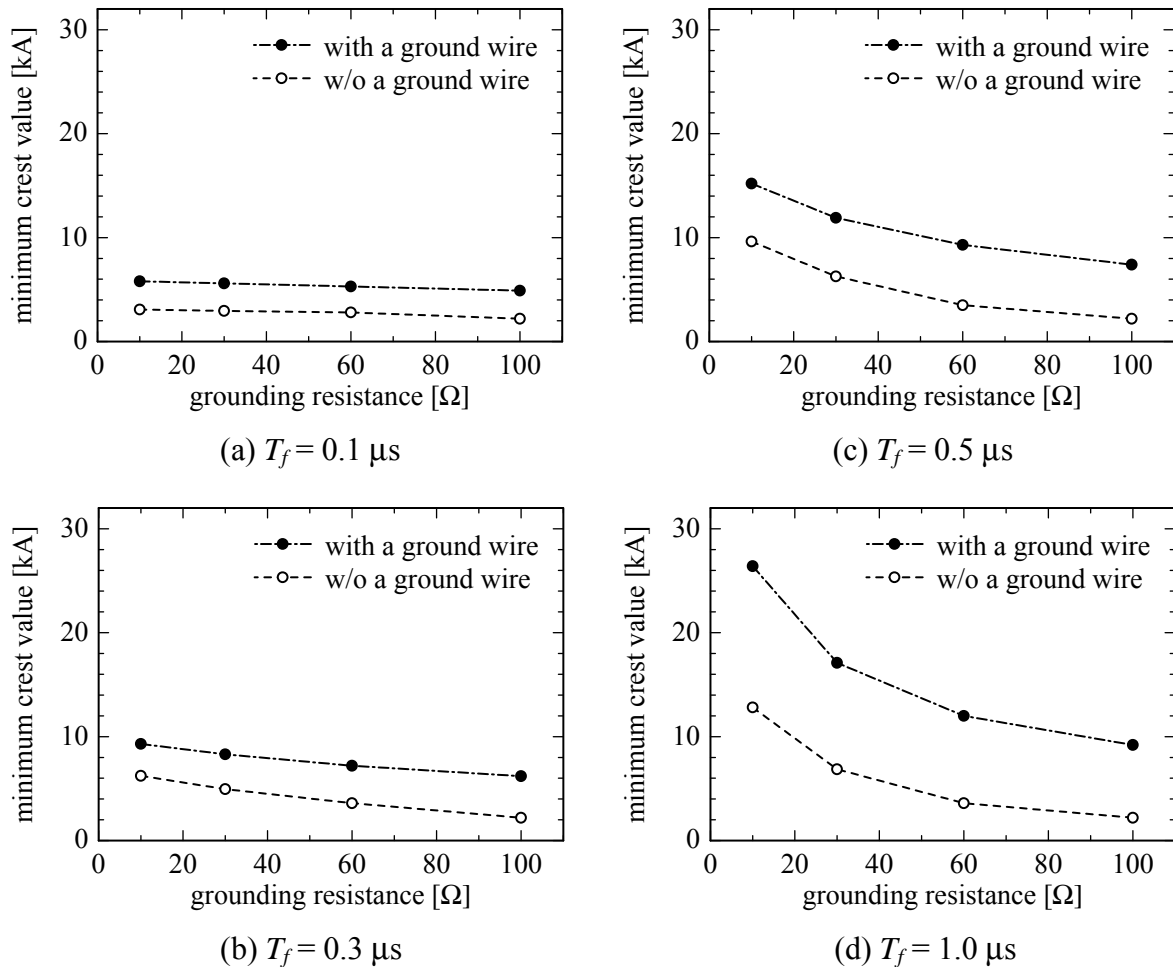 minimum crest value [kA]
30
20
10
0
with a ground wire
w/o a ground wire
0 20 40 60 80 100
grounding resistance [Ω]
(a) T_f = 0.1 μs
minimum crest value [kA]
30
20
10
0
with a ground wire
w/o a ground wire
0 20 40 60 80 100
grounding resistance [Ω]
(c) T_f = 0.5 μs
minimum crest value [kA]
30
20
10
0
with a ground wire
w/o a ground wire
0 20 40 60 80 100
grounding resistance [Ω]
(b) T_f = 0.3 μs
minimum crest value [kA]
30
20
10
0
with a ground wire
w/o a ground wire
0 20 40 60 80 100
grounding resistance [Ω]
(d) T_f = 1.0 μs